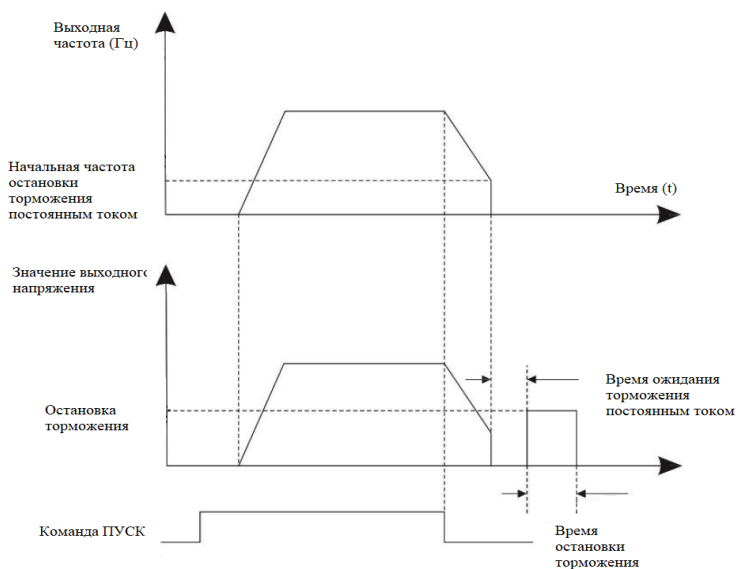 Выходная
частота (Гц)
Начальная частота
остановки
торможения
постоянным током
Время (t)
Значение выходного
напряжения
Остановка
торможения
Время ожидания
торможения
постоянным током
Команда ПУСК
Время
остановки
торможения